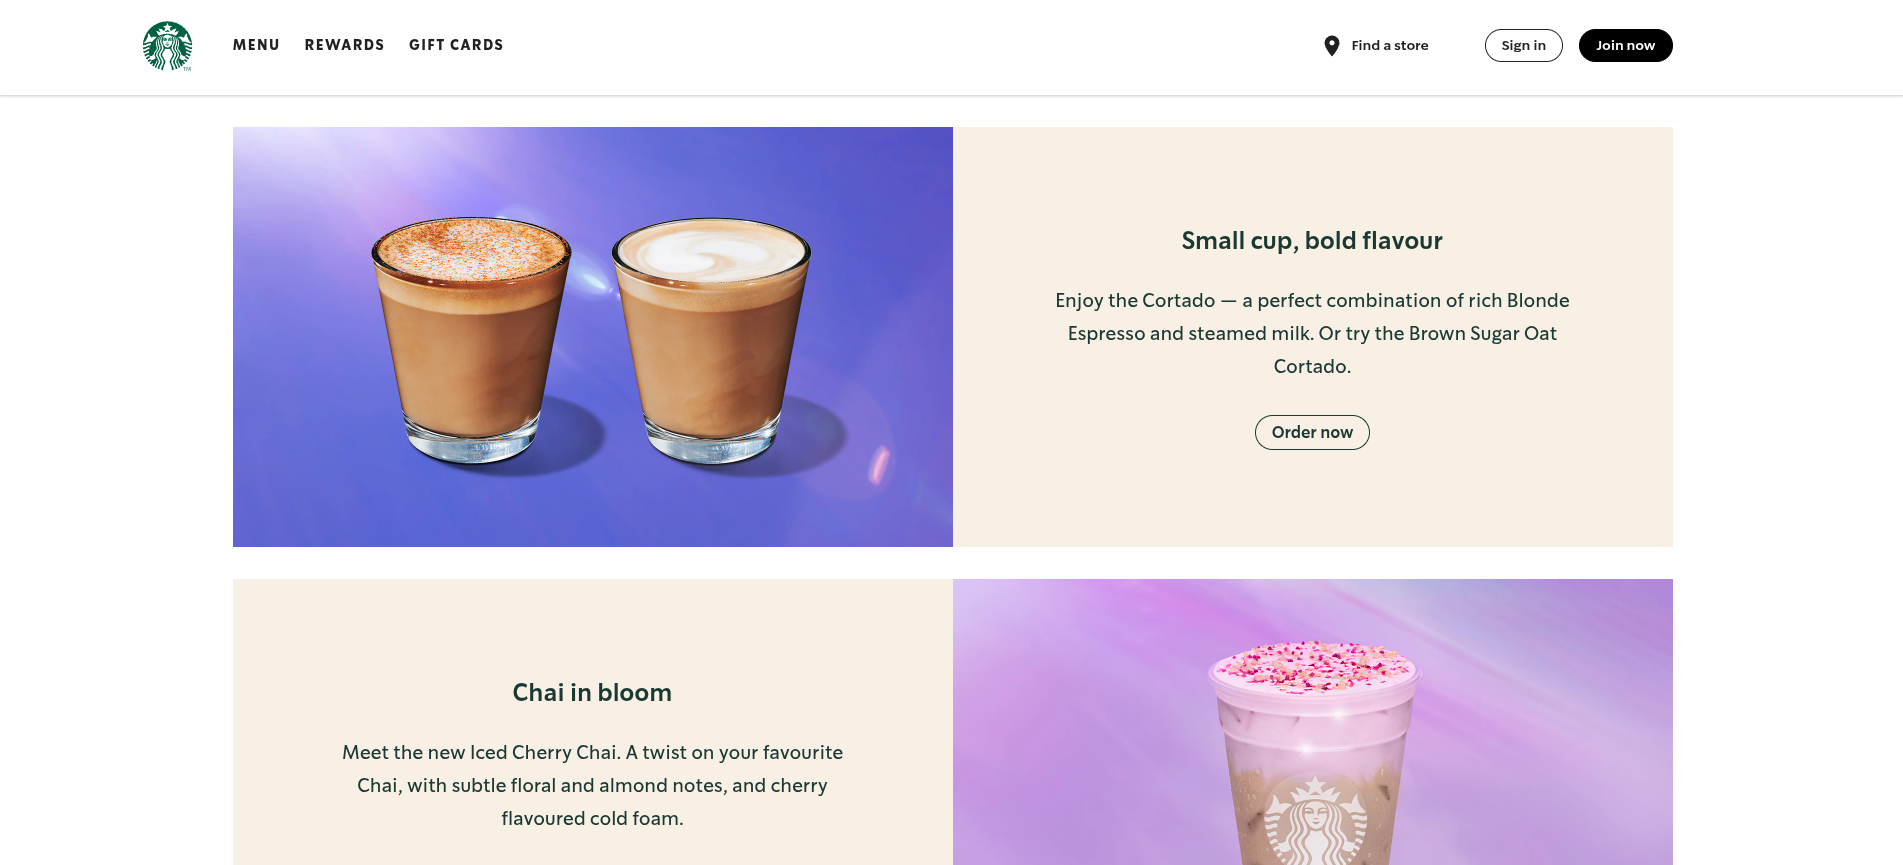 MENU REWARDS GIFT CARDS Find a store Sign in Join now
Small cup, bold flavour
Enjoy the Cortado — a perfect combination of rich Blonde
Espresso and steamed milk. Or try the Brown Sugar Oat
Cortado.
Order now
Chai in bloom
Meet the new Iced Cherry Chai. A twist on your favourite
Chai, with subtle floral and almond notes, and cherry
flavoured cold foam.